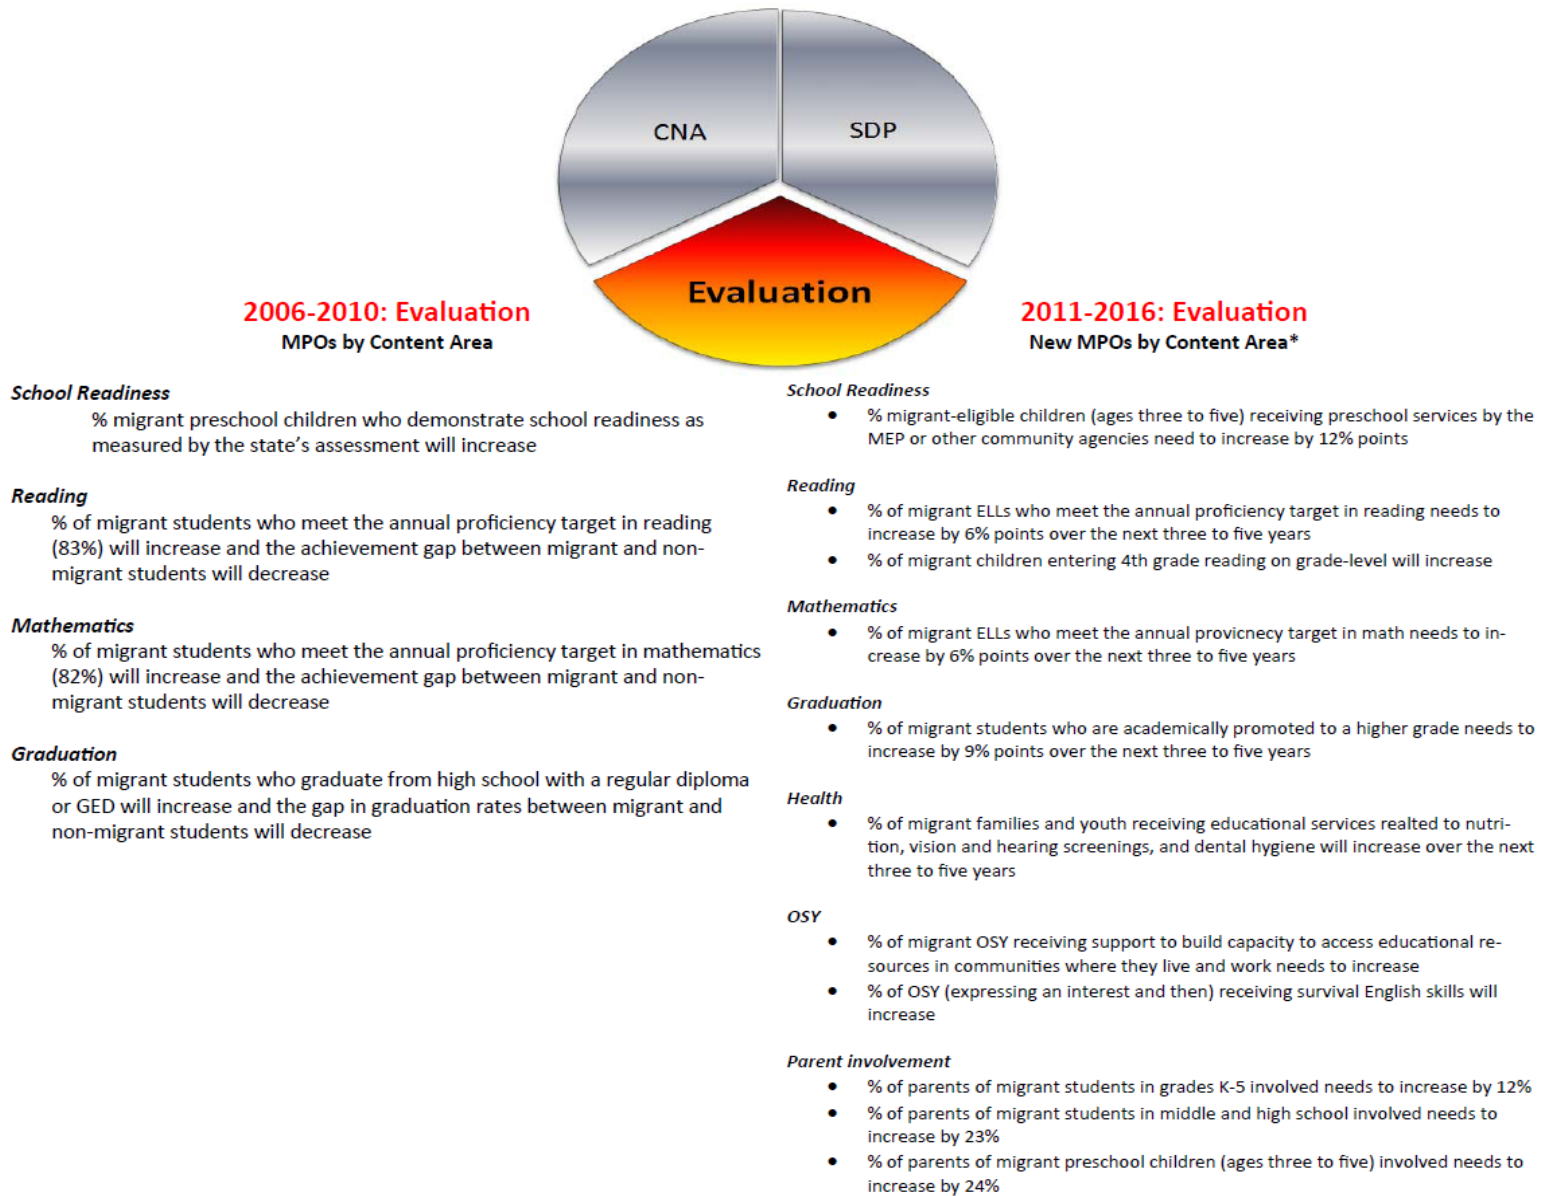 CNA
SDP
Evaluation
2006-2010: Evaluation
MPOs by Content Area
School Readiness
% migrant preschool children who demonstrate school readiness as
measured by the state’s assessment will increase
Reading
% of migrant students who meet the annual proficiency target in reading
(83%) will increase and the achievement gap between migrant and non-
migrant students will decrease
Mathematics
% of migrant students who meet the annual proficiency target in mathematics
(82%) will increase and the achievement gap between migrant and non-
migrant students will decrease
Graduation
% of migrant students who graduate from high school with a regular diploma
or GED will increase and the gap in graduation rates between migrant and
non-migrant students will decrease
2011-2016: Evaluation
New MPOs by Content Area*
School Readiness
• % migrant-eligible children (ages three to five) receiving preschool services by the
MEP or other community agencies need to increase by 12% points
Reading
• % of migrant ELLs who meet the annual proficiency target in reading needs to
increase by 6% points over the next three to five years
• % of migrant children entering 4th grade reading on grade-level will increase
Mathematics
• % of migrant ELLs who meet the annual provicnecy target in math needs to in-
crease by 6% points over the next three to five years
Graduation
• % of migrant students who are academically promoted to a higher grade needs to
increase by 9% points over the next three to five years
Health
• % of migrant families and youth receiving educational services realted to nutri-
tion, vision and hearing screenings, and dental hygiene will increase over the next
three to five years
OSY
• % of migrant OSY receiving support to build capacity to access educational re-
sources in communities where they live and work needs to increase
• % of OSY (expressing an interest and then) receiving survival English skills will
increase
Parent involvement
• % of parents of migrant students in grades K-5 involved needs to increase by 12%
• % of parents of migrant students in middle and high school involved needs to
increase by 23%
• % of parents of migrant preschool children (ages three to five) involved needs to
increase by 24%